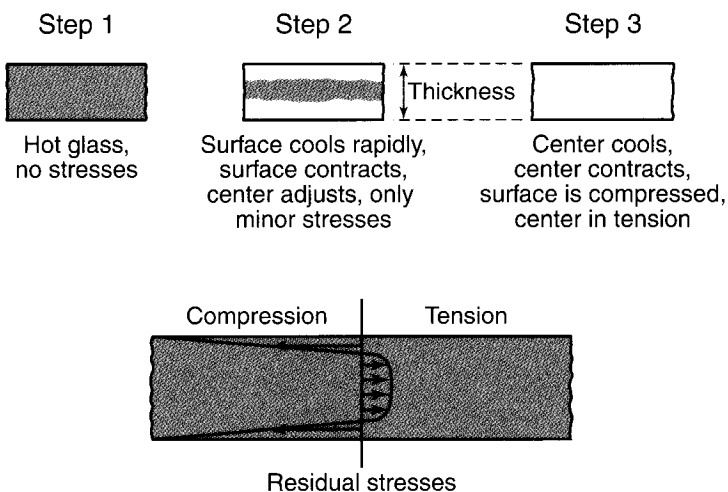 Step 1
Step 2
Step 3
Thickness
Hot glass,
no stresses
Surface cools rapidly,
surface contracts,
center adjusts, only
minor stresses
Center cools,
center contracts,
surface is compressed,
center in tension
Compression
Tension
Residual stresses